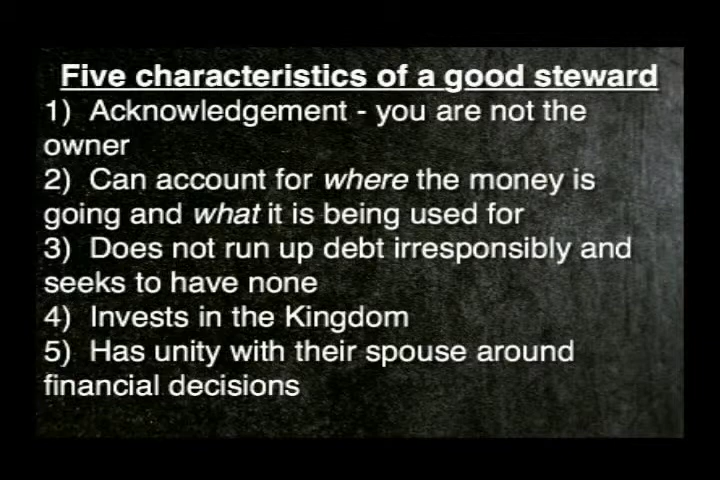 Five characteristics of a good steward
1) Acknowledgement - you are not the
owner
2) Can account for where the money is
going and what it is being used for
3) Does not run up debt irresponsibly and
seeks to have none
4) Invests in the Kingdom
5) Has unity with their spouse around
financial decisions